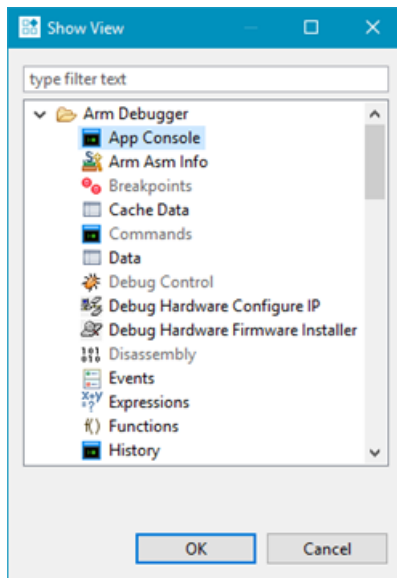 Show View
type filter text
Arm Debugger
App Console
Arm Asm Info
Breakpoints
Cache Data
Commands
Data
Debug Control
Debug Hardware Configure IP
Debug Hardware Firmware Installer
Disassembly
Events
Expressions
f() Functions
History
OK Cancel